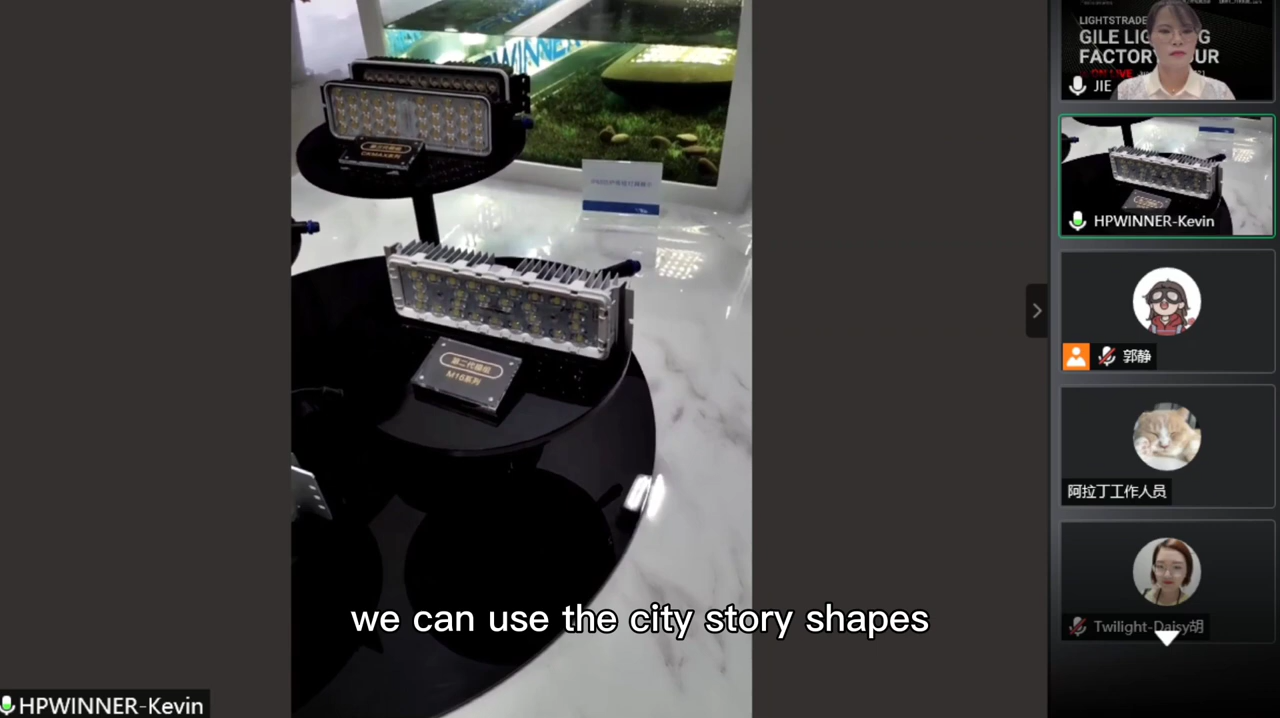 WINNER
第二代模组
M16系列
we can use the city story shapes
HPWINNER-Kevin
LIGHTSTRADE
GILE LIG G
FACTOR UR
JIE
HPWINNER-Kevin
郭静
阿拉丁工作人员
Twilight-Daisy胡